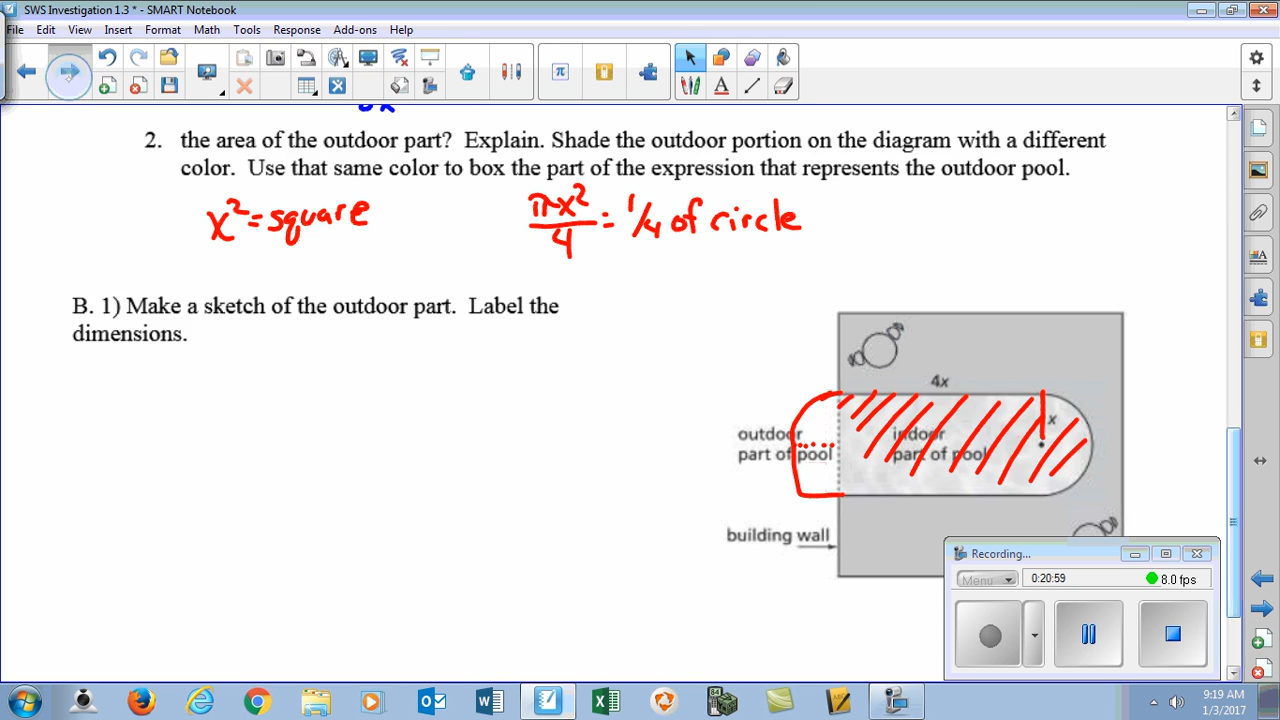 SWS Investigation 1.3 * - SMART Notebook
File Edit View Insert Format Math Tools Response Add-ons Help
2. the area of the outdoor part? Explain. Shade the outdoor portion on the diagram with a different
color. Use that same color to box the part of the expression that represents the outdoor pool.
x² = square
πx²/4 = 1/4 of circle
B. 1) Make a sketch of the outdoor part. Label the
dimensions.
4x
x
outdoor
part of pool
indoor
part of pool
building wall
Recording...
Menu
0:20:59
8.0 fps
9:19 AM
1/3/2017